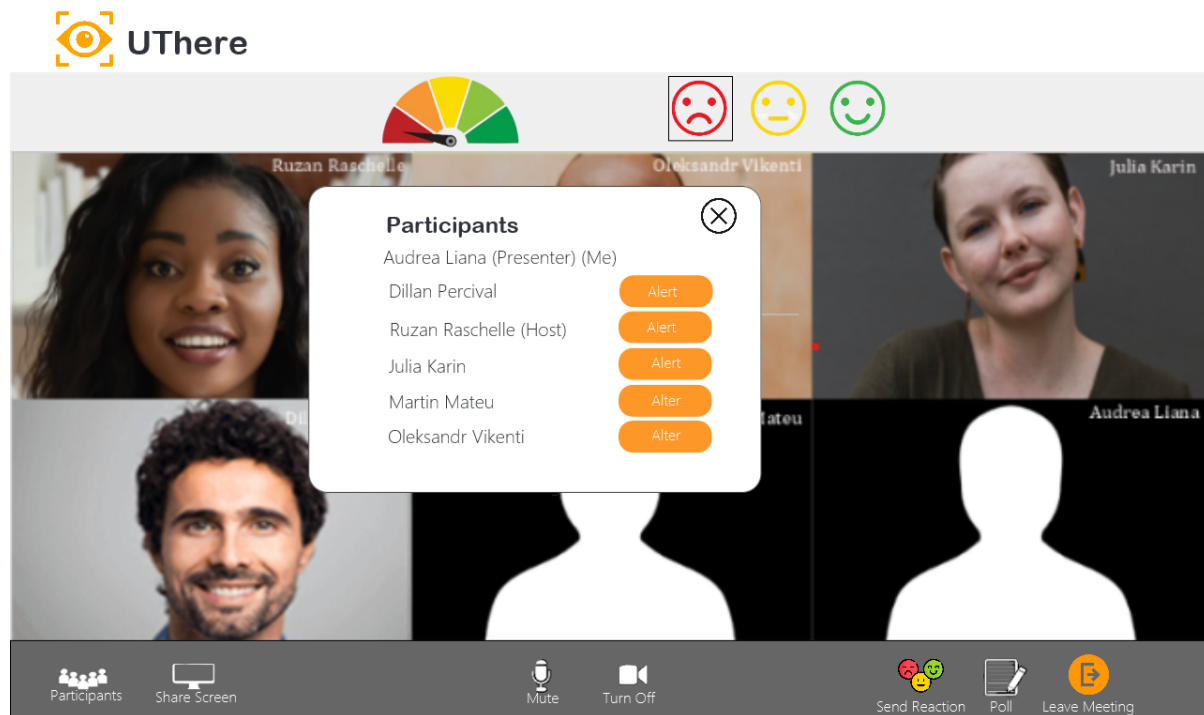 UThere
Ruzan Raschelle
Oleksandr Vikenti
Julia Karin
Participants
Audrea Liana (Presenter) (Me)
Dillan Percival Alert
Ruzan Raschelle (Host) Alert
Julia Karin Alert
Martin Mateu Alter
Oleksandr Vikenti Alter
Audrea Liana
Participants
Share Screen
Mute
Turn Off
Send Reaction
Poll
Leave Meeting